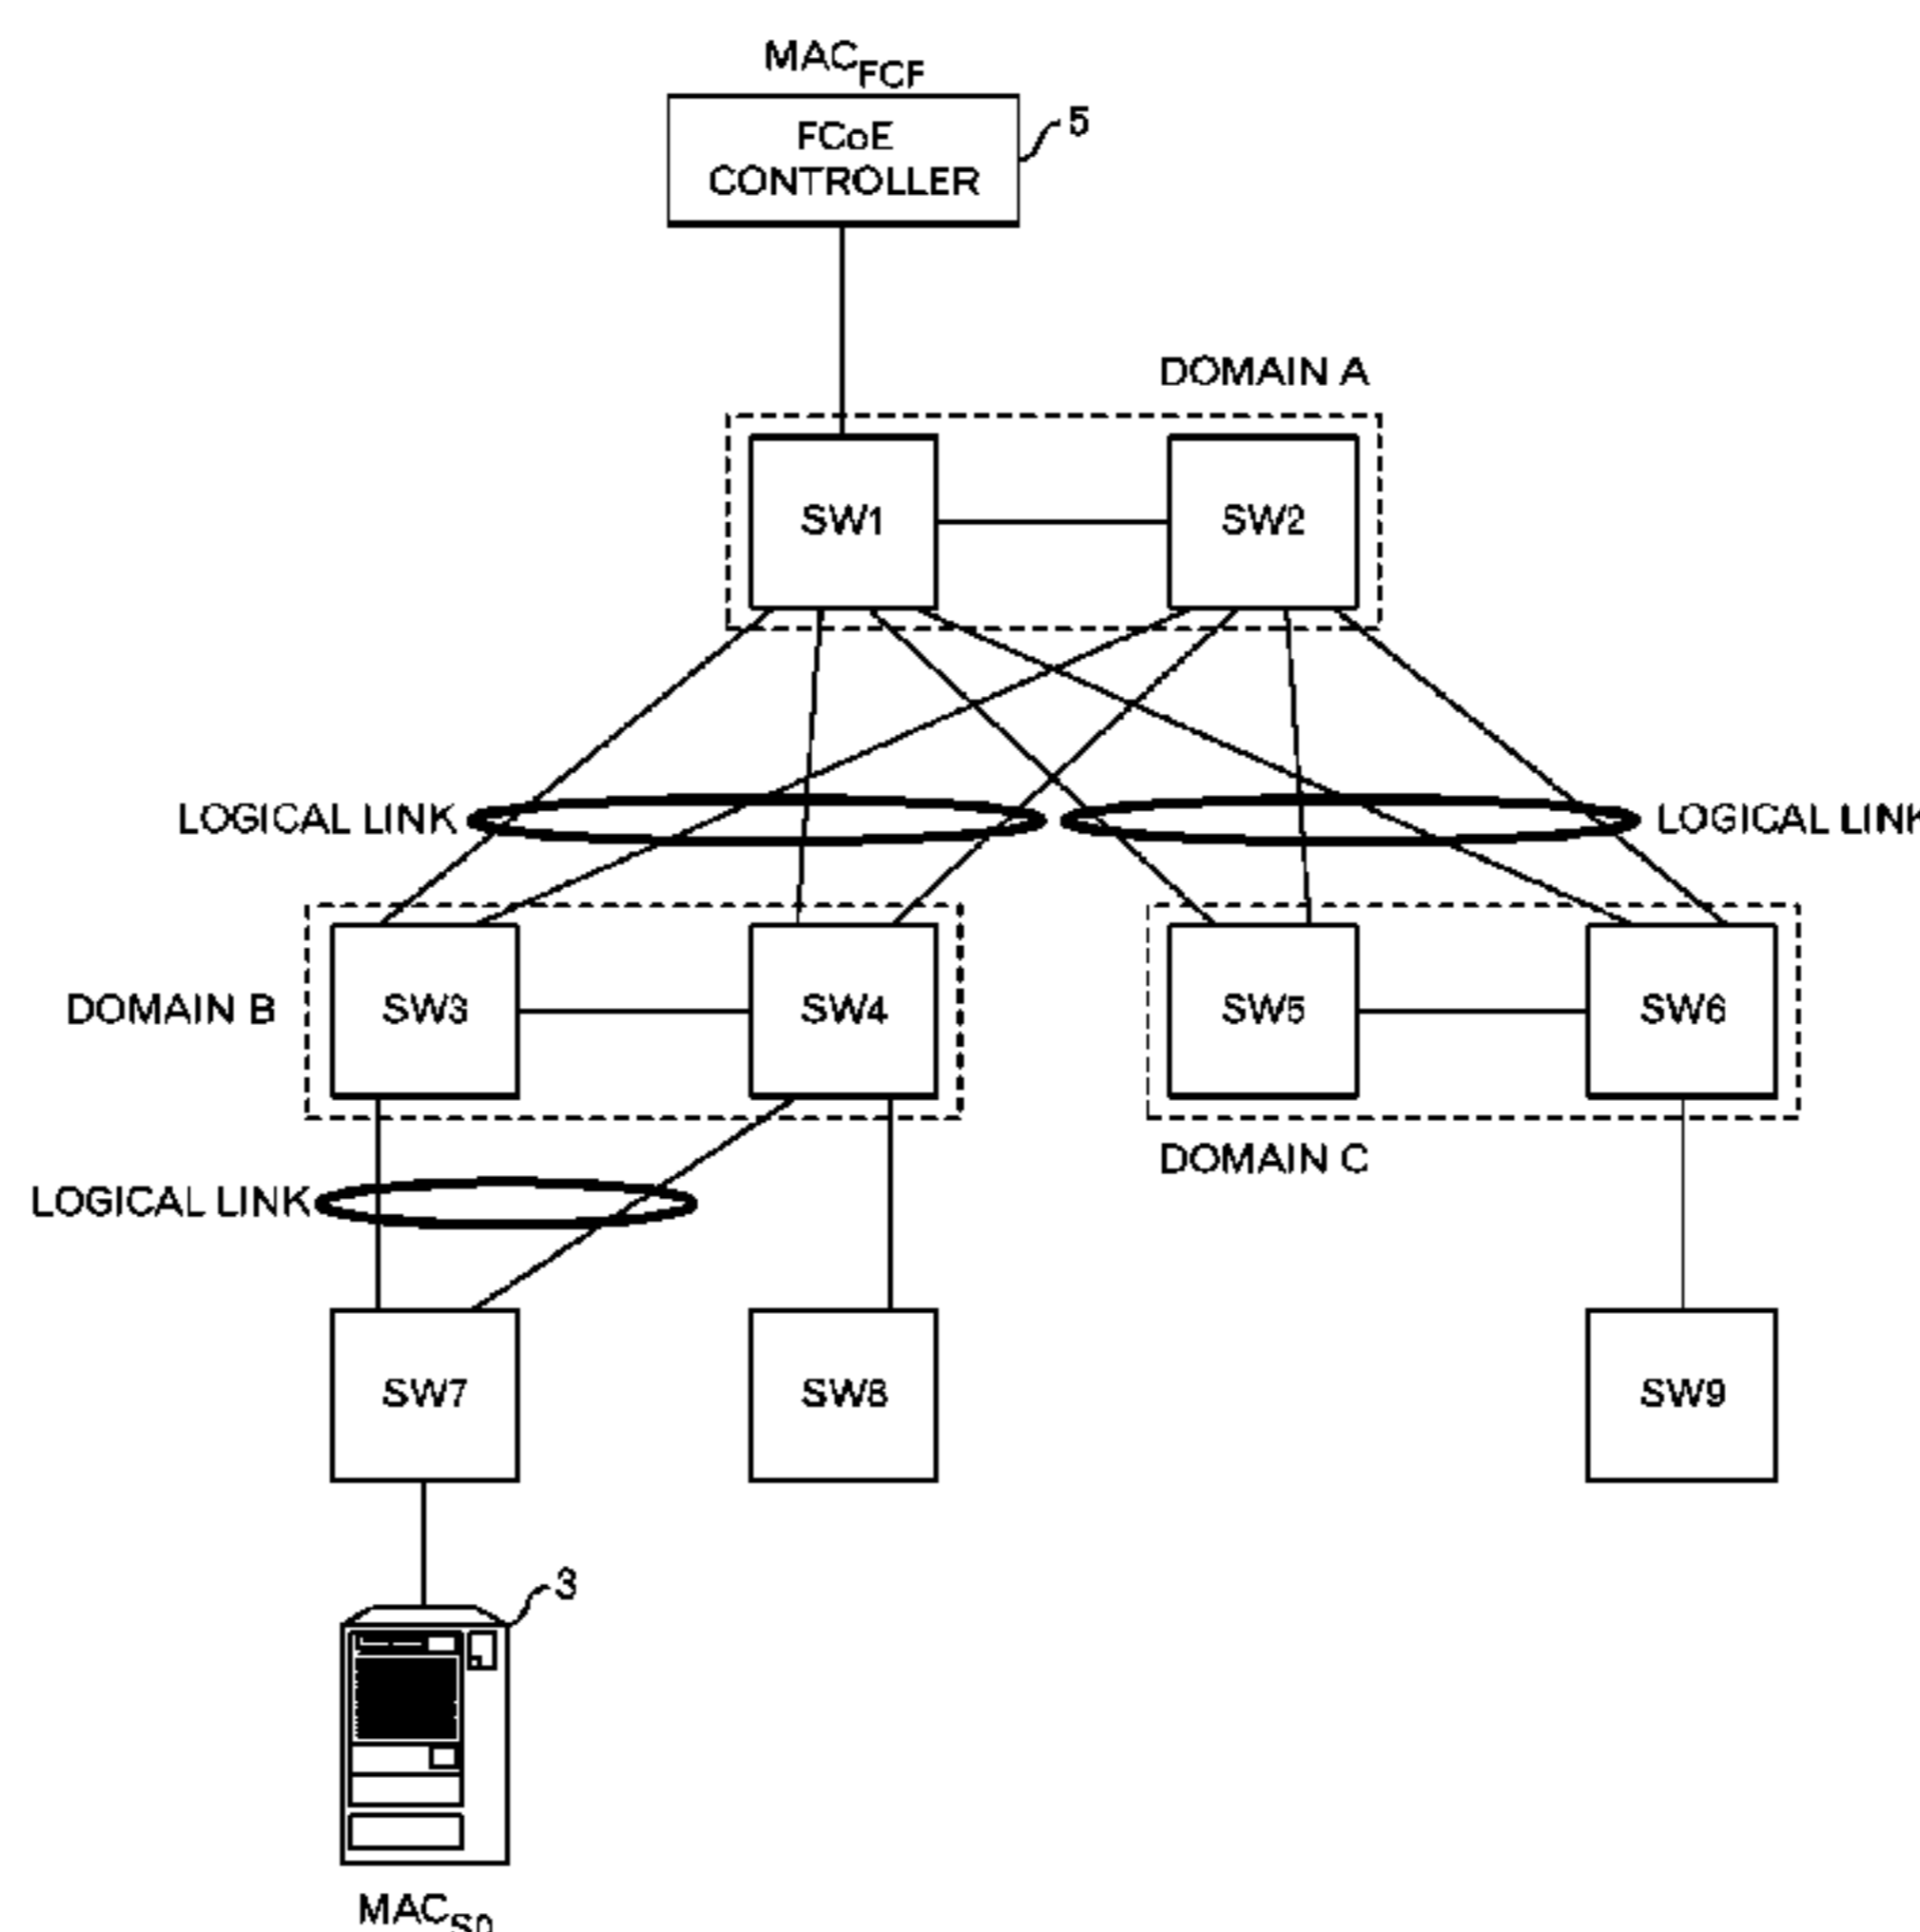 MACFCF
FCoE
CONTROLLER
5
DOMAIN A
SW1
SW2
LOGICAL LINK
LOGICAL LINK
DOMAIN B
SW3
SW4
SW5
SW6
DOMAIN C
LOGICAL LINK
SW7
SW8
SW9
3
MACS0